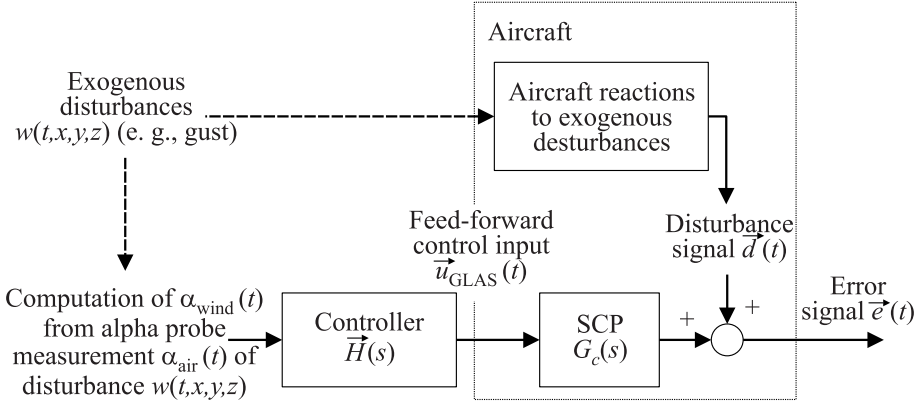 Aircraft
Exogenous
disturbances
w(t,x,y,z) (e. g., gust)
Aircraft reactions
to exogenous
desturbances
Feed-forward
control input
u⃗GLAS(t)
Disturbance
signal d⃗(t)
Computation of αwind(t)
from alpha probe
measurement αair(t) of
disturbance w(t,x,y,z)
Controller
H⃗(s)
SCP
Gc(s)
+
+
Error
signal e⃗(t)